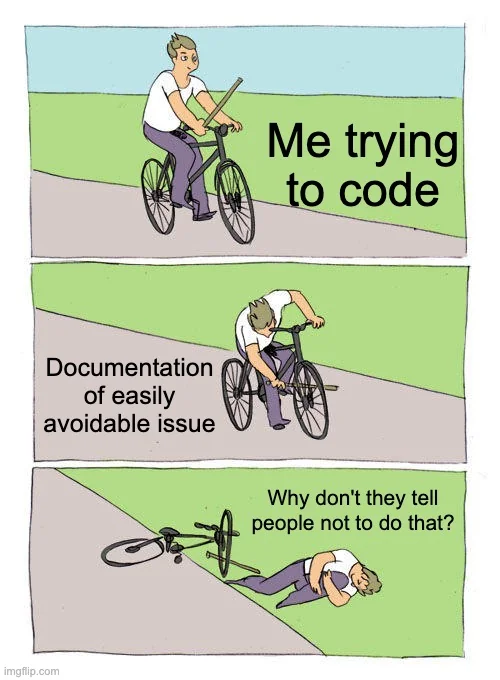 Me trying
to code
Documentation
of easily
avoidable issue
Why don't they tell
people not to do that?
imgflip.com